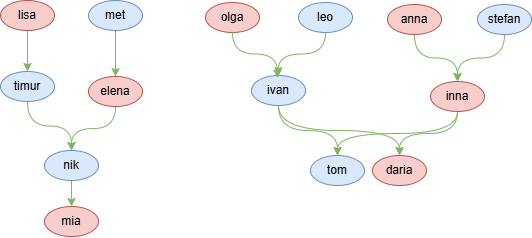 lisa
met
olga
leo
anna
stefan
timur
elena
ivan
inna
nik
tom
daria
mia